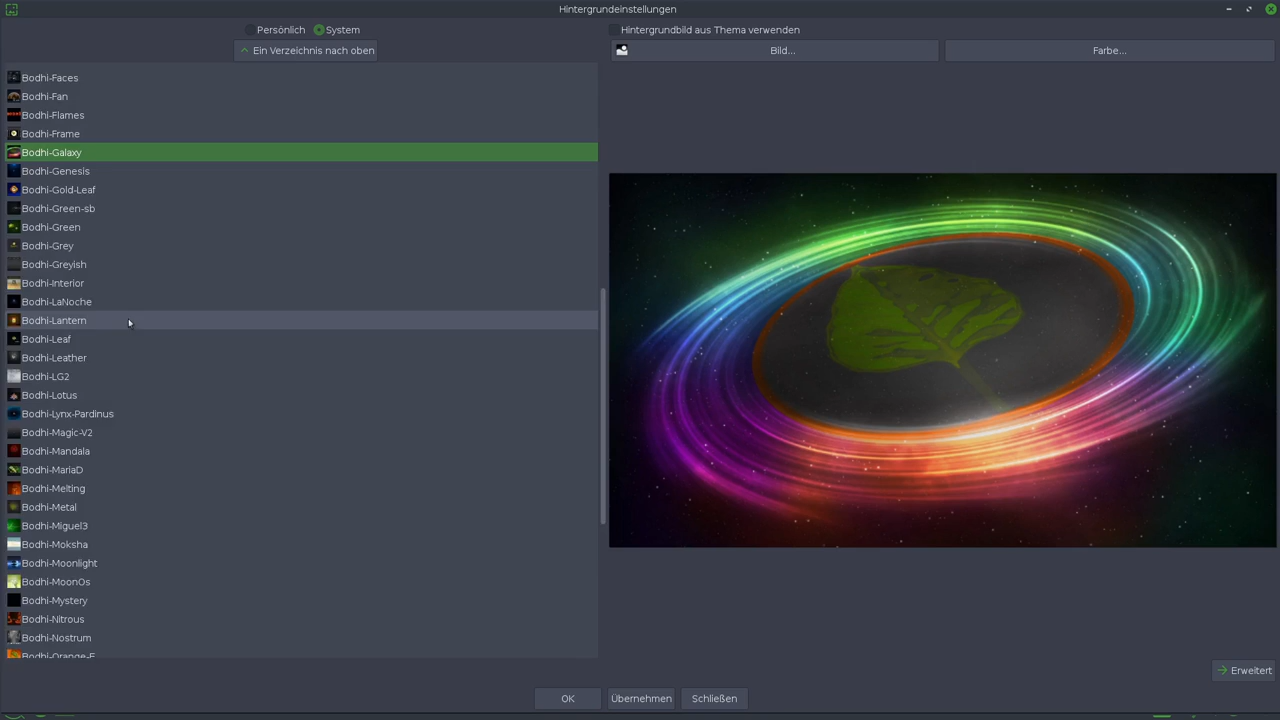 Hintergrundeinstellungen
Persönlich System
Hintergrundbild aus Thema verwenden
Ein Verzeichnis nach oben
Bild...
Farbe...
Bodhi-Faces
Bodhi-Fan
Bodhi-Flames
Bodhi-Frame
Bodhi-Galaxy
Bodhi-Genesis
Bodhi-Gold-Leaf
Bodhi-Green-sb
Bodhi-Green
Bodhi-Grey
Bodhi-Greyish
Bodhi-Interior
Bodhi-LaNoche
Bodhi-Lantern
Bodhi-Leaf
Bodhi-Leather
Bodhi-LG2
Bodhi-Lotus
Bodhi-Lynx-Pardinus
Bodhi-Magic-V2
Bodhi-Mandala
Bodhi-MariaD
Bodhi-Melting
Bodhi-Metal
Bodhi-Miguel3
Bodhi-Moksha
Bodhi-Moonlight
Bodhi-MoonOs
Bodhi-Mystery
Bodhi-Nitrous
Bodhi-Nostrum
Bodhi-Orange-E
Erweitert
OK
Übernehmen
Schließen